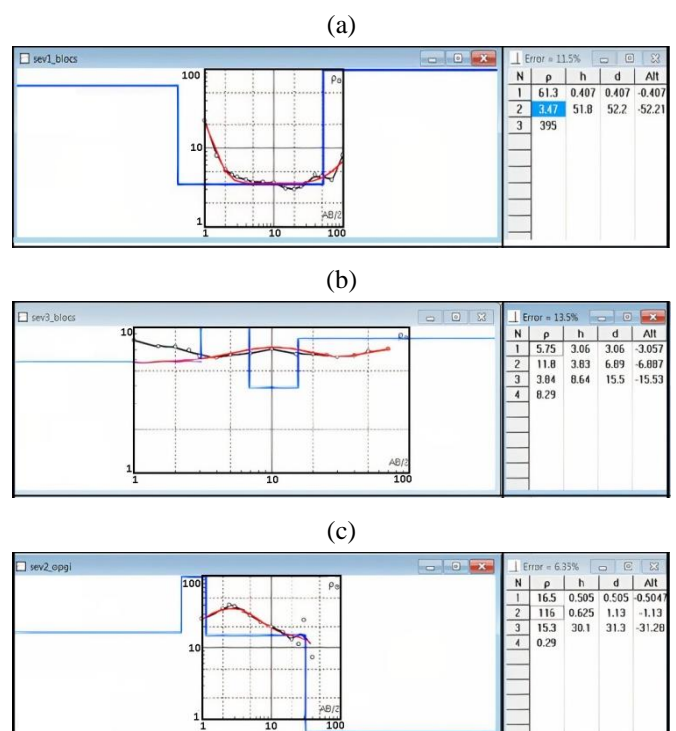 (a)
sev1_blocs
Error = 11.5%
N ρ h d Alt
1 61.3 0.407 0.407 -0.407
2 3.47 51.8 52.2 -52.21
3 395
100
10
1
ρa
AB/2
1 10 100
(b)
sev3_blocs
Error = 13.5%
N ρ h d Alt
1 5.75 3.06 3.06 -3.057
2 11.8 3.83 6.89 -6.887
3 3.84 8.64 15.5 -15.53
4 8.29
10
1
ρa
AB/2
1 10 100
(c)
sev2_opgi
Error = 6.35%
N ρ h d Alt
1 16.5 0.505 0.505 -0.5047
2 116 0.625 1.13 -1.13
3 15.3 30.1 31.3 -31.28
4 0.29
100
10
1
ρa
AB/2
1 10 100